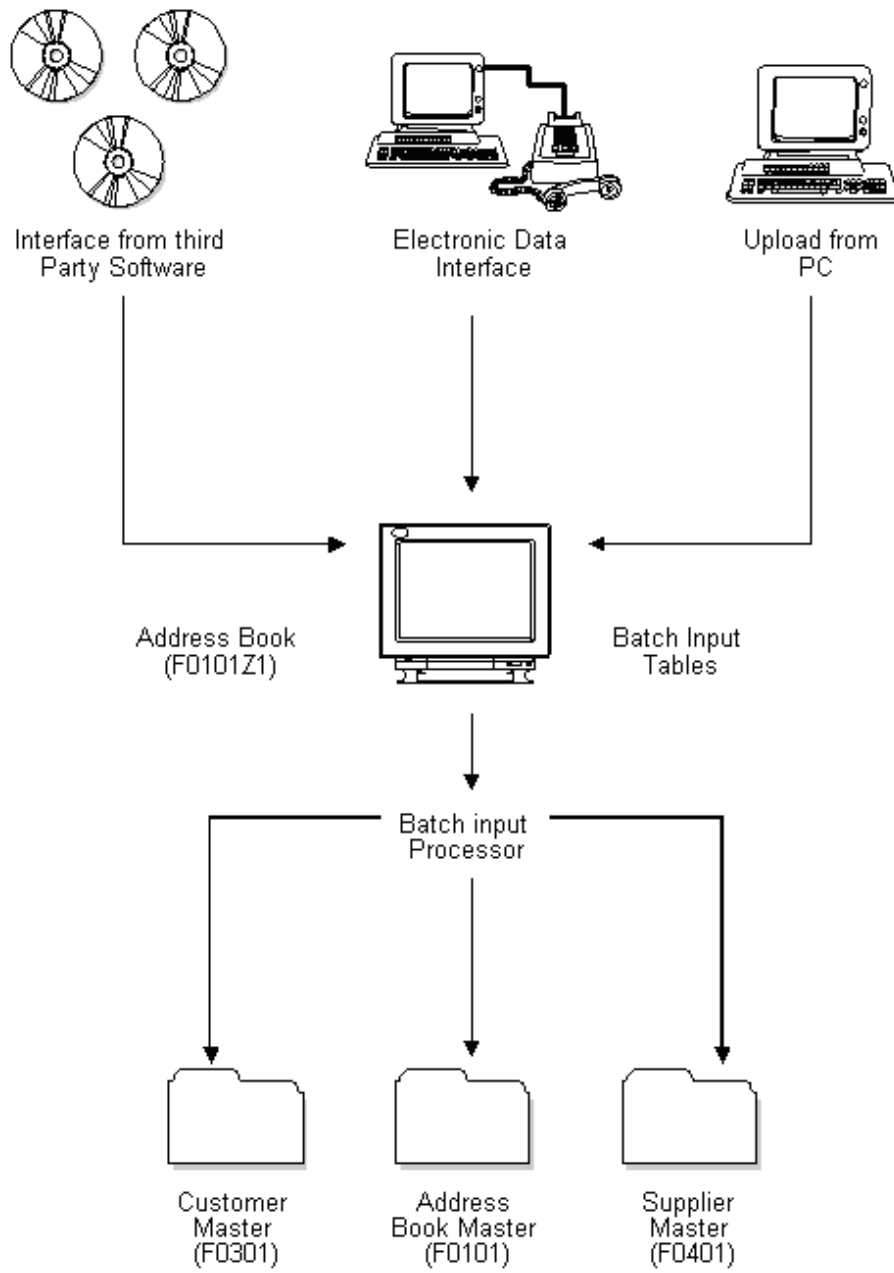 Interface from third
Party Software
Electronic Data
Interface
Upload from
PC
Address Book
(F0101Z1)
Batch Input
Tables
Batch input
Processor
Customer
Master
(F0301)
Address
Book Master
(F0101)
Supplier
Master
(F0401)